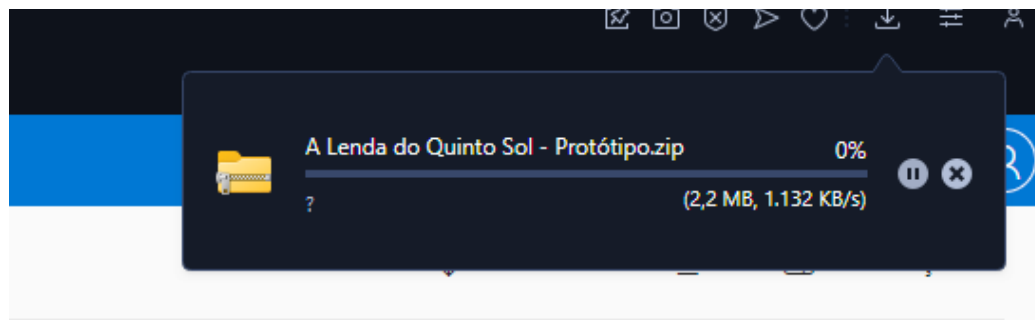 A Lenda do Quinto Sol - Protótipo.zip 0%
? (2,2 MB, 1.132 KB/s)